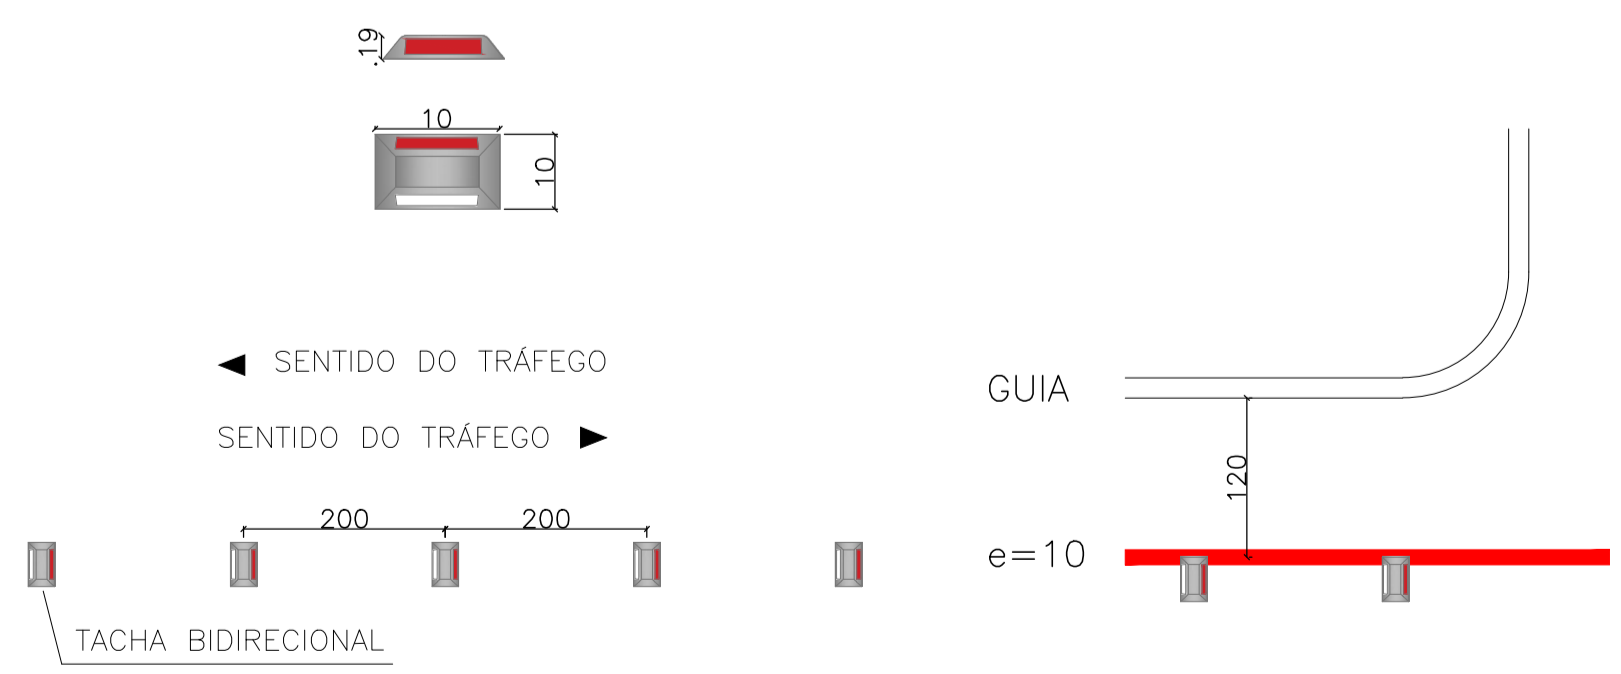 .19
10
10
◄ SENTIDO DO TRÁFEGO
SENTIDO DO TRÁFEGO ►
200 200
TACHA BIDIRECIONAL
GUIA
120
e=10